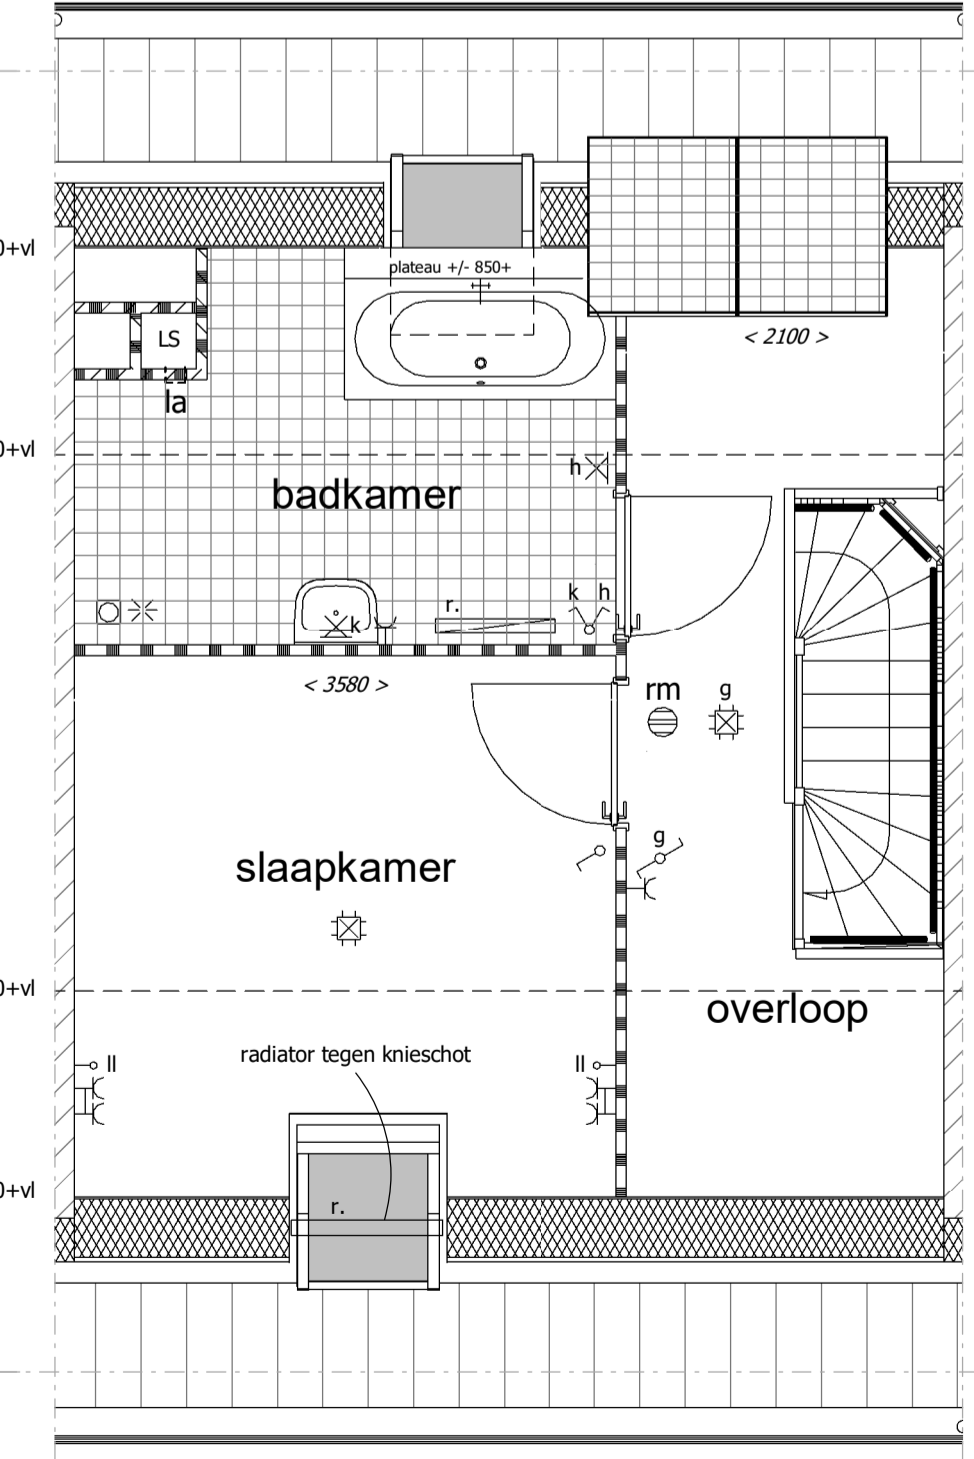 plateau +/- 850+
0+vl
LS
< 2100 >
la
0+vl
h
badkamer
k h
r.
k
< 3580 >
rm
g
g
slaapkamer
0+vl
overloop
radiator tegen knieschot
ll
ll
0+vl
r.